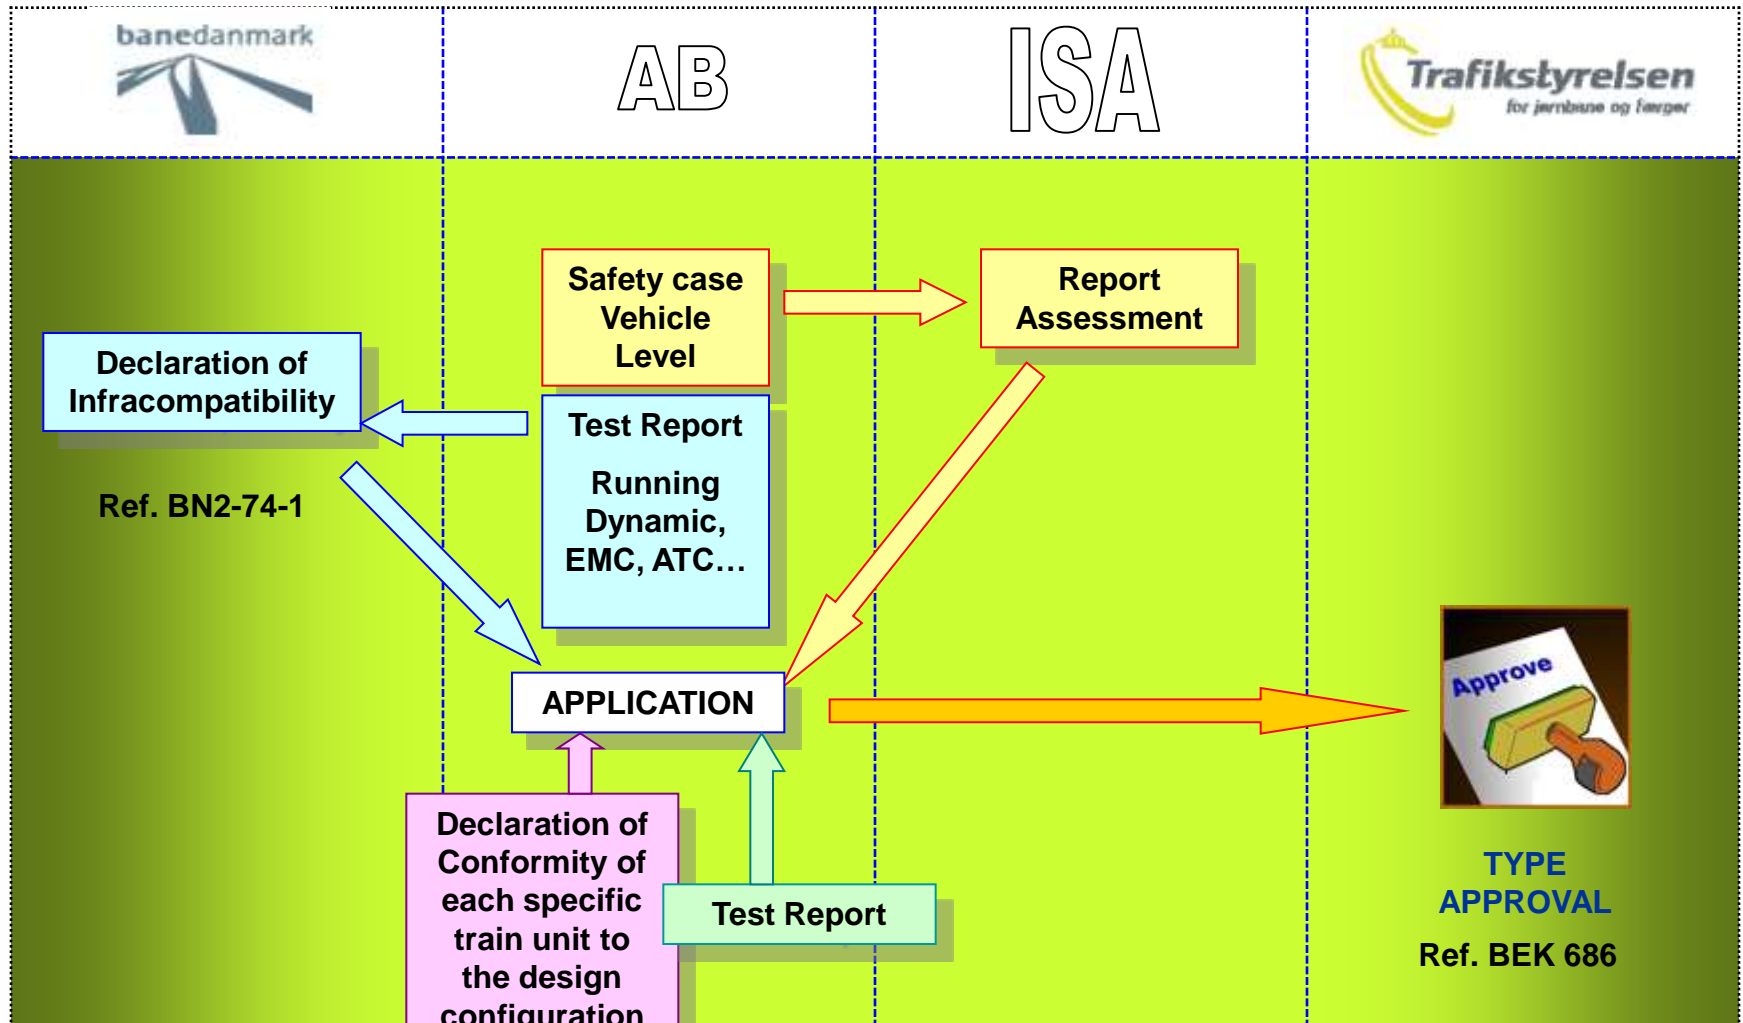 banedanmark
AB
ISA
Trafikstyrelsen
for jernbane og færger
Safety case
Vehicle
Level
Report
Assessment
Declaration of
Infracompatibility
Test Report
Running
Dynamic,
EMC, ATC…
Ref. BN2-74-1
APPLICATION
Approve
Declaration of
Conformity of
each specific
train unit to
the design
configuration
Test Report
TYPE
APPROVAL
Ref. BEK 686